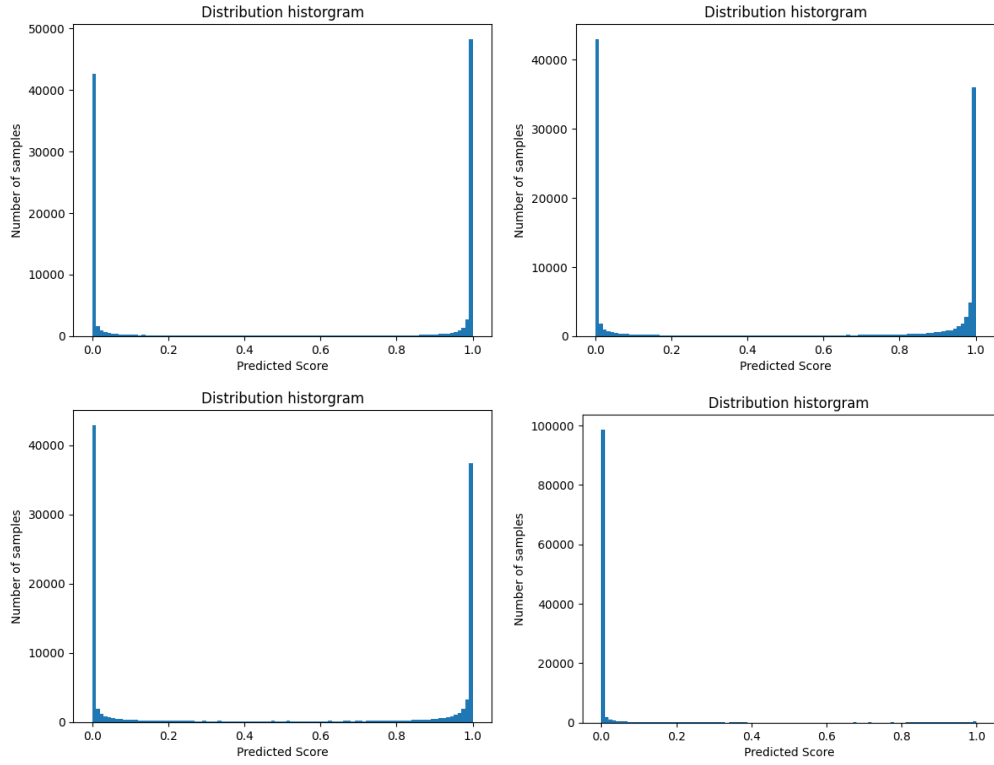 Distribution historgram
50000
40000
30000
20000
10000
0
Number of samples
0.0 0.2 0.4 0.6 0.8 1.0
Predicted Score
Distribution historgram
40000
30000
20000
10000
0
Number of samples
0.0 0.2 0.4 0.6 0.8 1.0
Predicted Score
Distribution historgram
40000
30000
20000
10000
0
Number of samples
0.0 0.2 0.4 0.6 0.8 1.0
Predicted Score
Distribution historgram
100000
80000
60000
40000
20000
0
Number of samples
0.0 0.2 0.4 0.6 0.8 1.0
Predicted Score